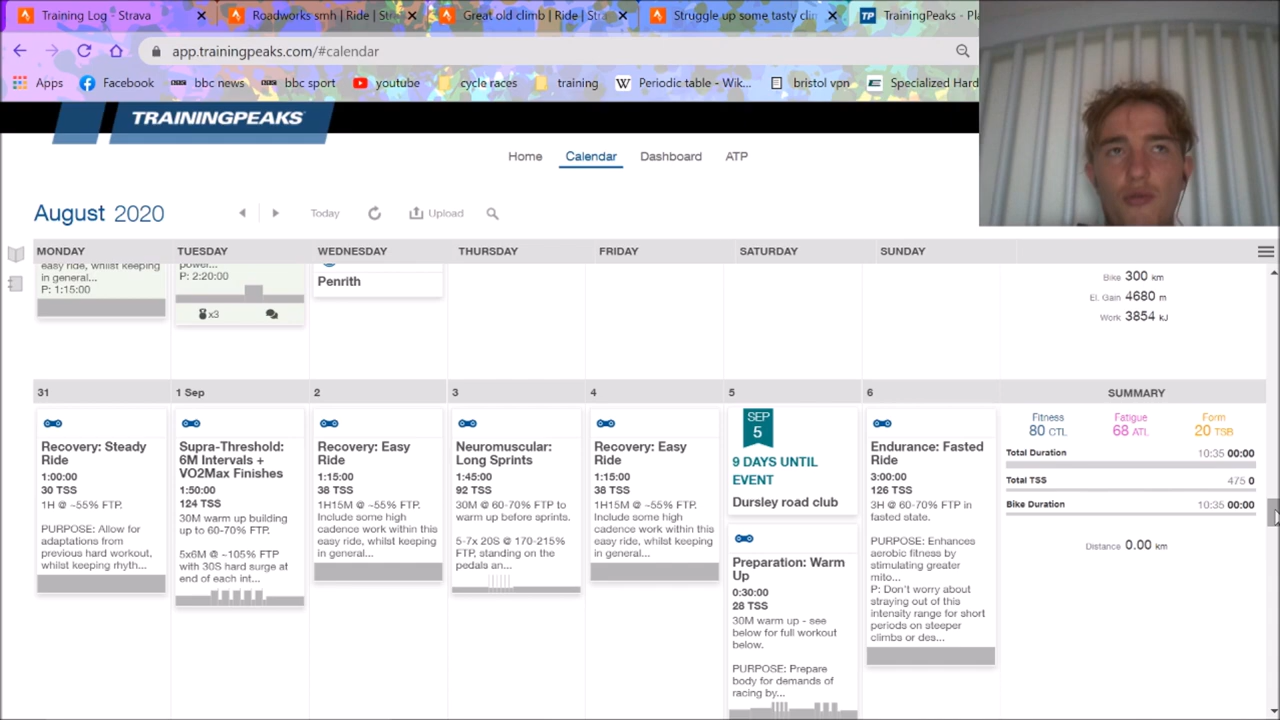 Training Log - Strava
Roadworks smh | Ride | Str
Great old climb | Ride | Stra
Struggle up some tasty clim
TrainingPeaks - Pla
app.trainingpeaks.com/#calendar
Apps
Facebook
bbc news
bbc sport
youtube
cycle races
training
Periodic table - Wik...
bristol vpn
Specialized Hard
TRAININGPEAKS
Home
Calendar
Dashboard
ATP
August 2020
Today
Upload
MONDAY
TUESDAY
WEDNESDAY
THURSDAY
FRIDAY
SATURDAY
SUNDAY
easy ride, whilst keeping
in general...
P: 1:15:00
power...
P: 2:20:00
x3
Penrith
Bike 300 km
El. Gain 4680 m
Work 3854 kJ
31
1 Sep
2
3
4
5
6
SUMMARY
Recovery: Steady
Ride
1:00:00
30 TSS
1H @ ~55% FTP.
PURPOSE: Allow for
adaptations from
previous hard workout,
whilst keeping rhyth...
Supra-Threshold:
6M Intervals +
VO2Max Finishes
1:50:00
124 TSS
30M warm up building
up to 60-70% FTP.
5x6M @ ~105% FTP
with 30S hard surge at
end of each int...
Recovery: Easy
Ride
1:15:00
38 TSS
1H15M @ ~55% FTP.
Include some high
cadence work within this
easy ride, whilst keeping
in general...
Neuromuscular:
Long Sprints
1:45:00
92 TSS
30M @ 60-70% FTP to
warm up before sprints.
5-7x 20S @ 170-215%
FTP, standing on the
pedals an...
Recovery: Easy
Ride
1:15:00
38 TSS
1H15M @ ~55% FTP.
Include some high
cadence work within this
easy ride, whilst keeping
in general...
SEP
5
9 DAYS UNTIL
EVENT
Dursley road club
Preparation: Warm
Up
0:30:00
28 TSS
30M warm up - see
below for full workout
below.
PURPOSE: Prepare
body for demands of
racing by...
Endurance: Fasted
Ride
3:00:00
126 TSS
3H @ 60-70% FTP in
fasted state.
PURPOSE: Enhances
aerobic fitness by
stimulating greater
mito...
P: Don't worry about
straying out of this
intensity range for short
periods on steeper
climbs or des...
Fitness
80 CTL
Fatigue
68 ATL
Form
20 TSB
Total Duration 10:35 00:00
Total TSS 475 0
Bike Duration 10:35 00:00
Distance 0.00 km